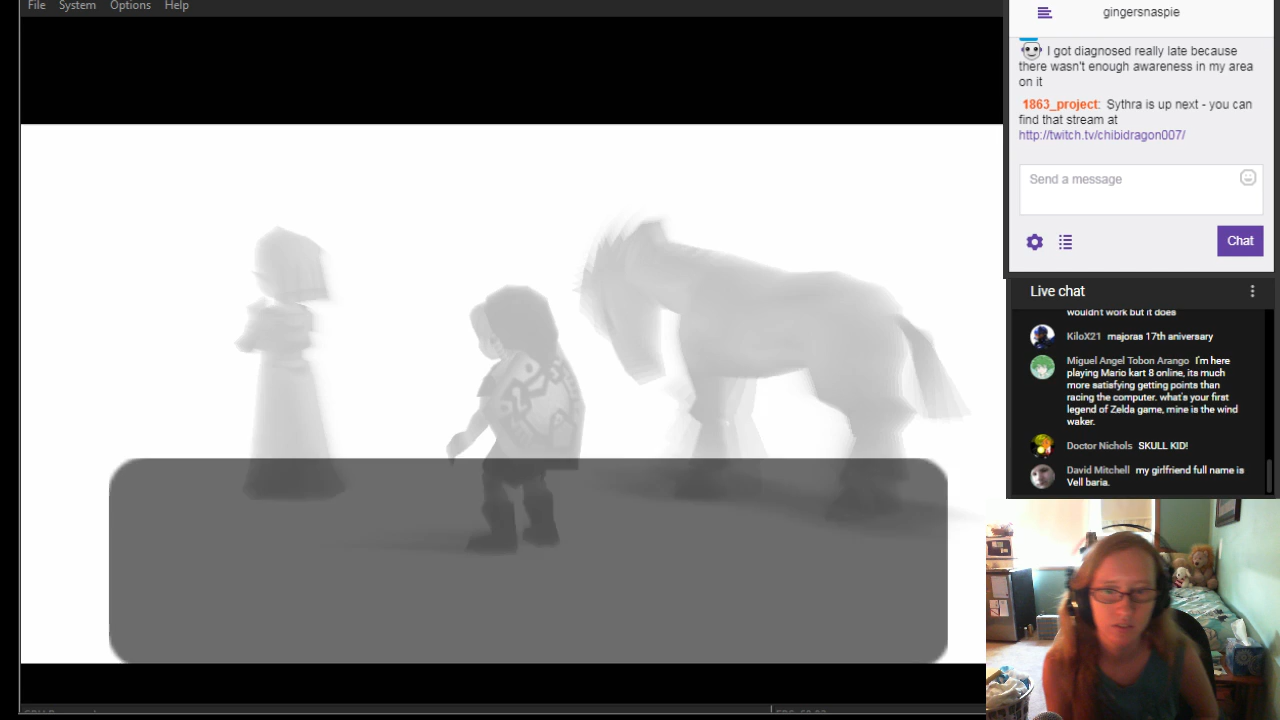 File System Options Help
gingersnaspie
I got diagnosed really late because
there wasn't enough awareness in my area
on it
1863_project: Sythra is up next - you can
find that stream at
http://twitch.tv/chibidragon007/
Send a message
Chat
Live chat
wouldn't work but it does
KiloX21 majoras 17th aniversary
Miguel Angel Tobon Arango I'm here
playing Mario kart 8 online, its much
more satisfying getting points than
racing the computer. what's your first
legend of Zelda game, mine is the wind
waker.
Doctor Nichols SKULL KID!
David Mitchell my girlfriend full name is
Vell baria.